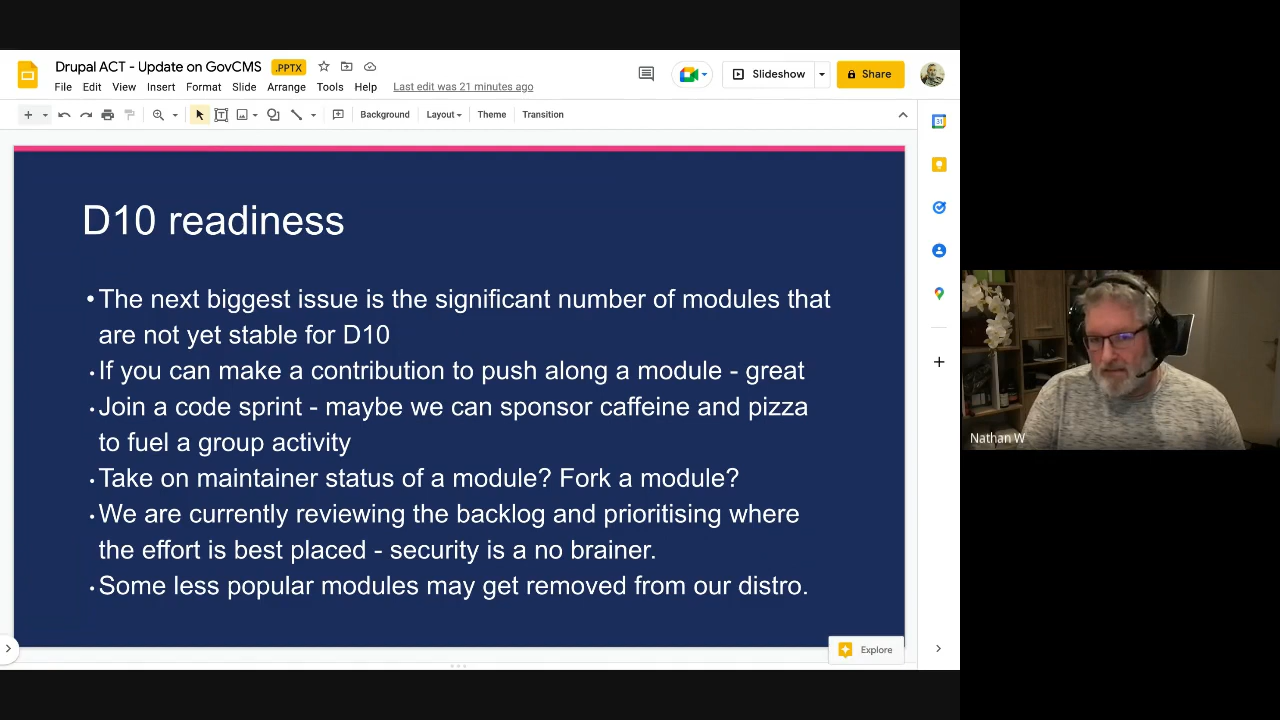 Drupal ACT - Update on GovCMS .PPTX
File Edit View Insert Format Slide Arrange Tools Help Last edit was 21 minutes ago
Slideshow
Share
Background Layout Theme Transition
31
D10 readiness
•The next biggest issue is the significant number of modules that
are not yet stable for D10
•If you can make a contribution to push along a module - great
•Join a code sprint - maybe we can sponsor caffeine and pizza
to fuel a group activity
•Take on maintainer status of a module? Fork a module?
•We are currently reviewing the backlog and prioritising where
the effort is best placed - security is a no brainer.
•Some less popular modules may get removed from our distro.
Explore
Nathan W